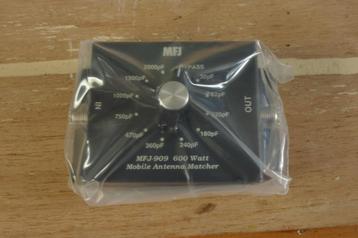 MFJ
2000pF
BYPASS
1500pF
30pF
1000pF
62pF
IN
OUT
750pF
120pF
470pF
180pF
360pF
240pF
MFJ-909 600 Watt
Mobile Antenna Matcher